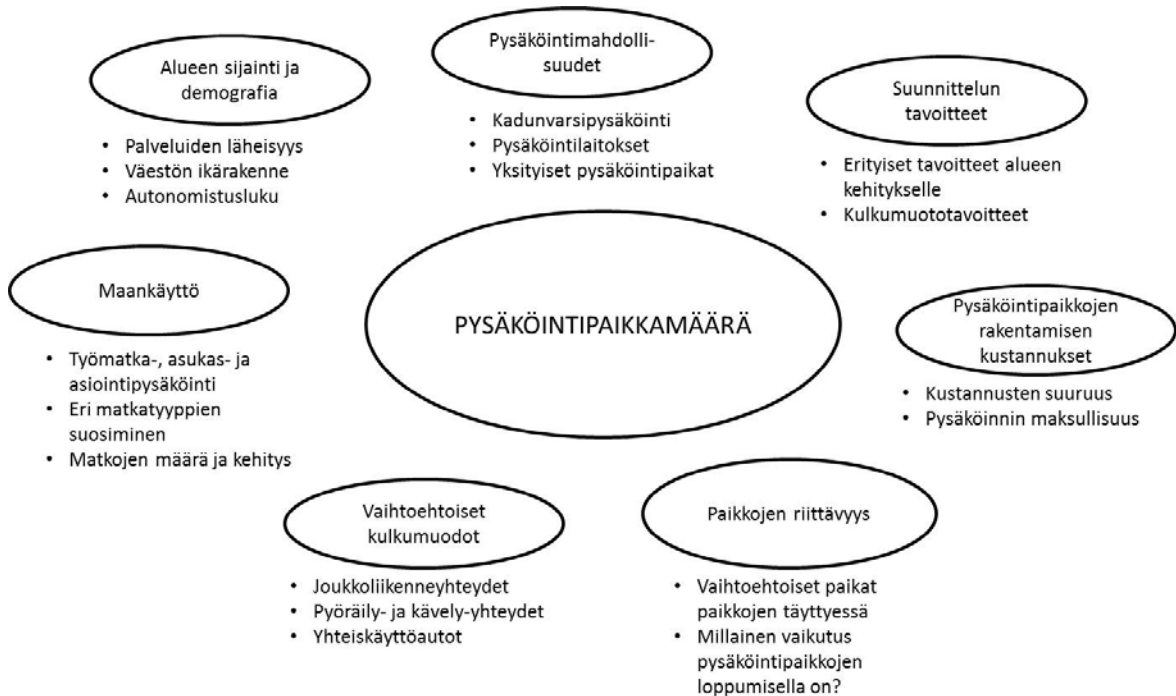 Pysäköintimahdolli-
suudet
• Kadunvarsipysäköinti
• Pysäköintilaitokset
• Yksityiset pysäköintipaikat
Alueen sijainti ja
demografia
• Palveluiden läheisyys
• Väestön ikärakenne
• Autonomistusluku
Suunnittelun
tavoitteet
• Erityiset tavoitteet alueen
kehitykselle
• Kulkumuototavoitteet
Maankäyttö
• Työmatka-, asukas- ja
asiointipysäköinti
• Eri matkatyyppien
suosiminen
• Matkojen määrä ja kehitys
PYSÄKÖINTIPAIKKAMÄÄRÄ
Pysäköintipaikkojen
rakentamisen
kustannukset
• Kustannusten suuruus
• Pysäköinnin maksullisuus
Vaihtoehtoiset
kulkumuodot
• Joukkoliikenneyhteydet
• Pyöräily- ja kävely-yhteydet
• Yhteiskäyttöautot
Paikkojen riittävyys
• Vaihtoehtoiset paikat
paikkojen täyttyessä
• Millainen vaikutus
pysäköintipaikkojen
loppumisella on?